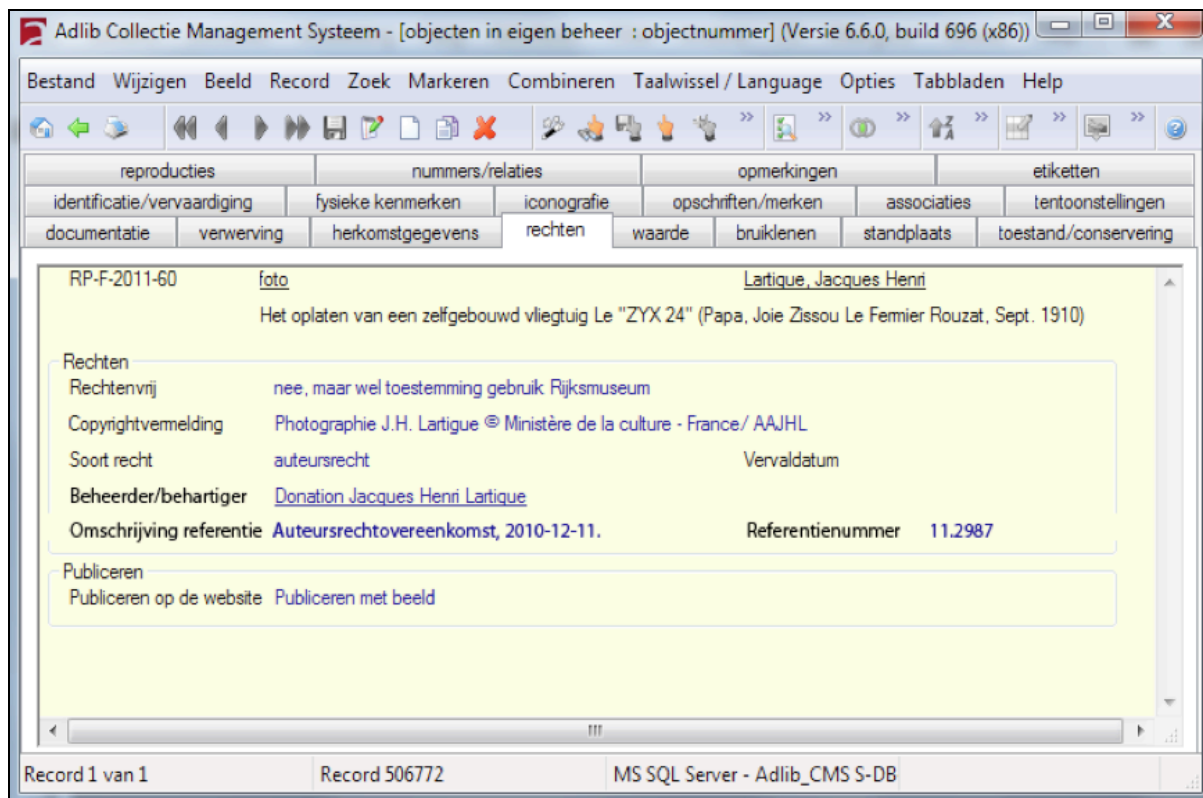 Adlib Collectie Management Systeem - [objecten in eigen beheer : objectnummer] (Versie 6.6.0, build 696 (x86))
Bestand Wijzigen Beeld Record Zoek Markeren Combineren Taalwissel / Language Opties Tabbladen Help
reproducties nummers/relaties opmerkingen etiketten
identificatie/vervaardiging fysieke kenmerken iconografie opschriften/merken associaties tentoonstellingen
documentatie verwerving herkomstgegevens rechten waarde bruiklenen standplaats toestand/conservering
RP-F-2011-60 foto Lartigue, Jacques Henri
Het oplaten van een zelfgebouwd vliegtuig Le "ZYX 24" (Papa, Joie Zissou Le Fermier Rouzat, Sept. 1910)
Rechten
Rechtenvrij nee, maar wel toestemming gebruik Rijksmuseum
Copyrightvermelding Photographie J.H. Lartigue © Ministère de la culture - France/ AAJHL
Soort recht auteursrecht Vervaldatum
Beheerder/behartiger Donation Jacques Henri Lartigue
Omschrijving referentie Auteursrechtovereenkomst, 2010-12-11. Referentienummer 11.2987
Publiceren
Publiceren op de website Publiceren met beeld
Record 1 van 1 Record 506772 MS SQL Server - Adlib_CMS S-DB